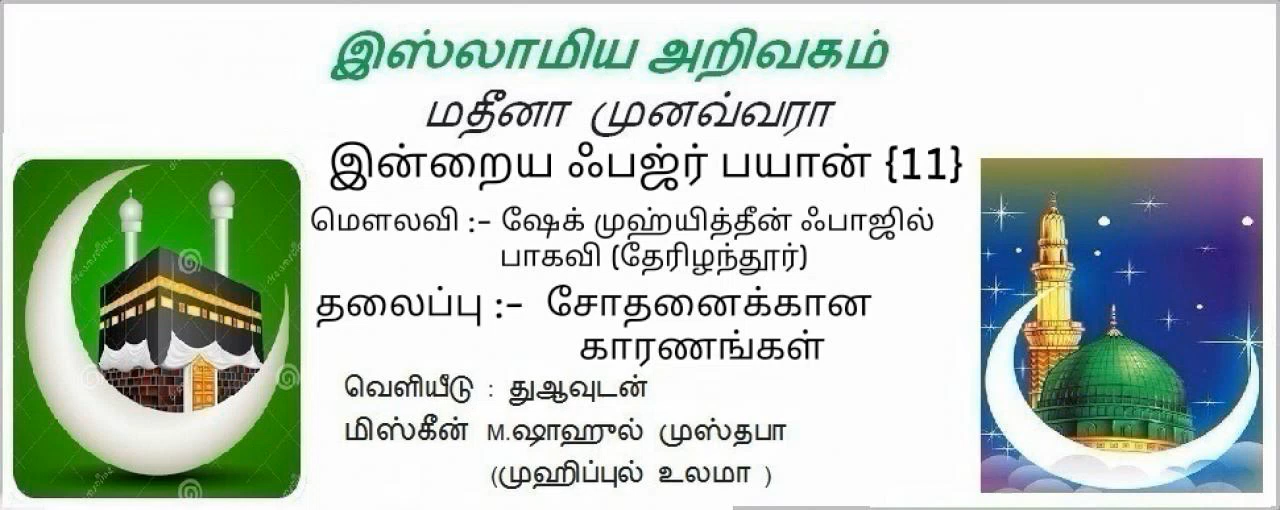 இஸ்லாமிய அறிவகம்
மதீனா முனவ்வரா
இன்றைய ஃபஜ்ர் பயான் {11}
மௌலவி :- ஷேக் முஹ்யித்தீன் ஃபாஜில்
பாகவி (தேரிழந்தூர்)
தலைப்பு :- சோதனைக்கான
காரணங்கள்
வெளியீடு : துஆவுடன்
மிஸ்கீன் M.ஷாஹுல் முஸ்தபா
(முஹிப்புல் உலமா )